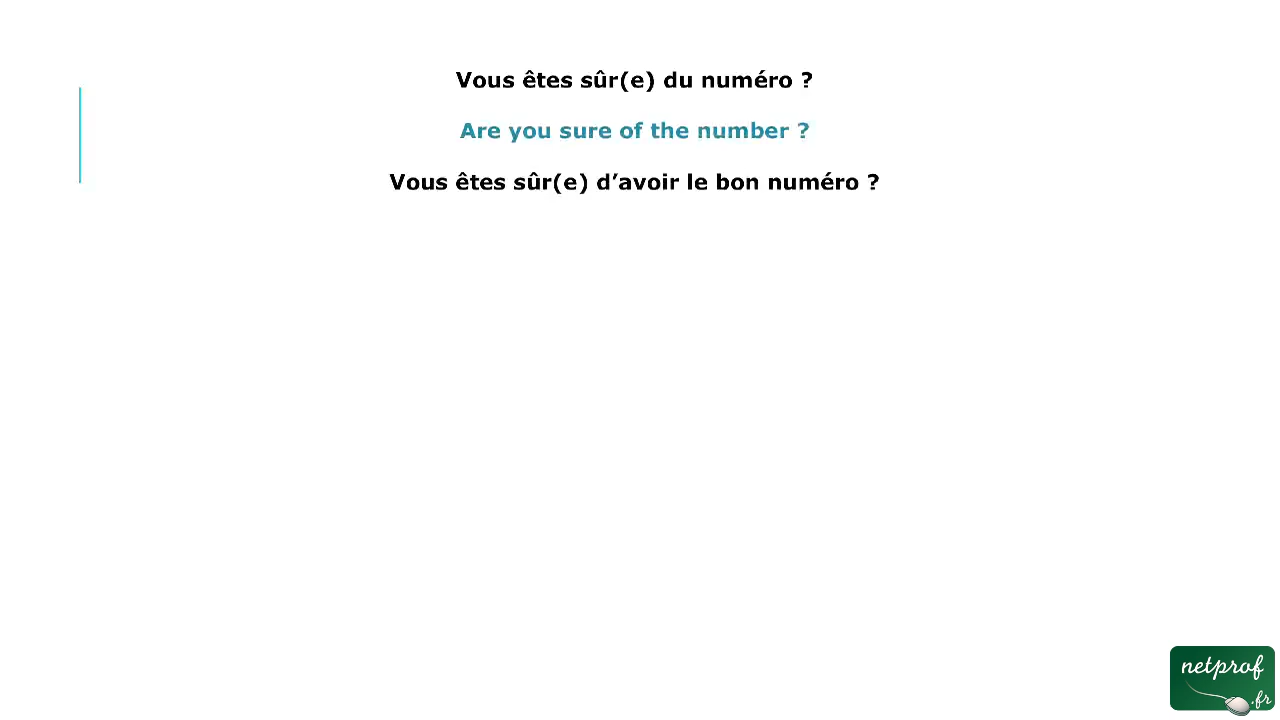 Vous êtes sûr(e) du numéro ?
Are you sure of the number ?
Vous êtes sûr(e) d’avoir le bon numéro ?
netprof
.fr